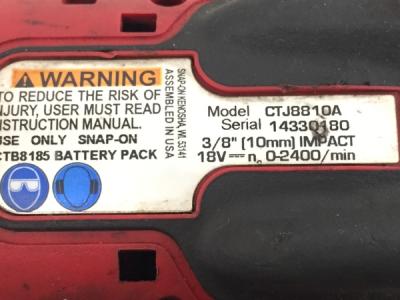 WARNING
TO REDUCE THE RISK OF
INJURY, USER MUST READ
INSTRUCTION MANUAL.
USE ONLY SNAP-ON
CTB8185 BATTERY PACK
SNAP-ON KENOSHA, WI. 53141
ASSEMBLED IN USA
Model CTJ8810A
Serial 14330180
3/8" (10mm) IMPACT
18V⎓ n₀ 0-2400/min